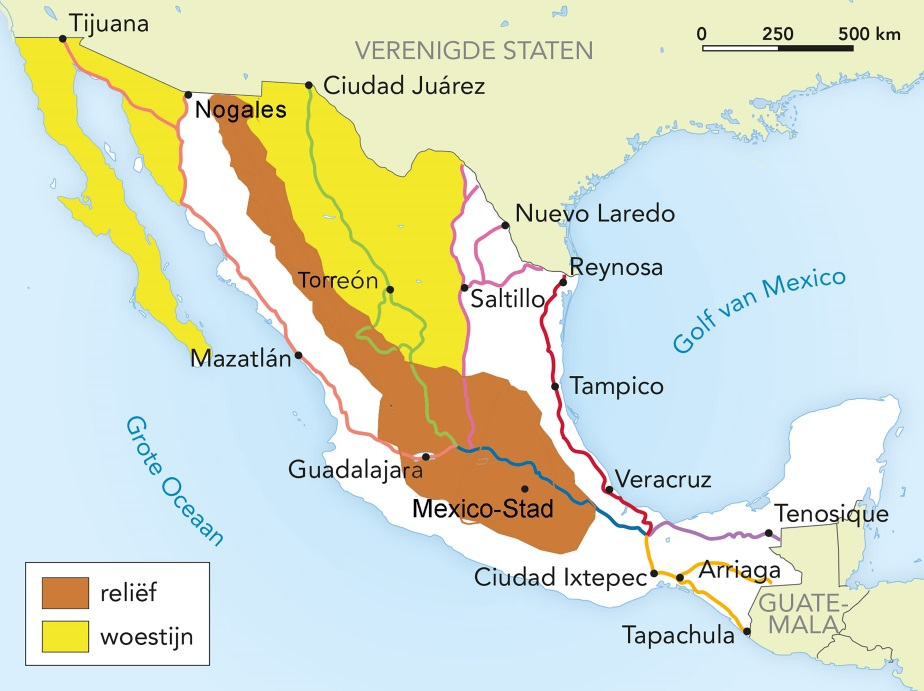 Tijuana
0 250 500 km
VERENIGDE STATEN
Ciudad Juárez
Nogales
Nuevo Laredo
Reynosa
Torreón
Saltillo
Golf van Mexico
Mazatlán
Tampico
Grote Oceaan
Guadalajara
Veracruz
Mexico-Stad
Tenosique
Ciudad Ixtepec
Arriaga
GUATE-
MALA
Tapachula
reliëf
woestijn